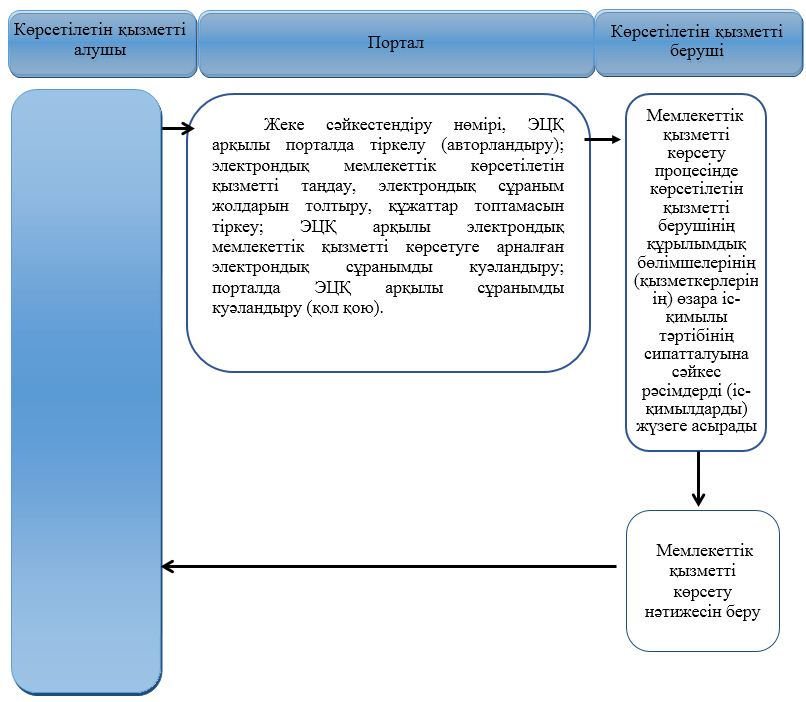 Көрсетілетін қызметті
алушы
Портал
Көрсетілетін қызметті
беруші
Жеке сәйкестендіру нөмірі, ЭЦҚ
арқылы порталда тіркелу (авторландыру);
электрондық мемлекеттік көрсетілетін
қызметті таңдау, электрондық сұраным
жолдарын толтыру, құжаттар топтамасын
тіркеу; ЭЦҚ арқылы электрондық
мемлекеттік қызметті көрсетуге арналған
электрондық сұранымды куәландыру;
порталда ЭЦҚ арқылы сұранымды
куәландыру (қол қою).
Мемлекеттік
қызметті
көрсету
процесінде
көрсетілетін
қызметті
берушінің
құрылымдық
бөлімшелерінің
(қызметкерлерін
ің) өзара іс-
қимылы
тәртібінің
сипатталуына
сәйкес
рәсімдерді (іс-
қимылдарды)
жүзеге асырады
Мемлекеттік
қызметті
көрсету
нәтижесін беру